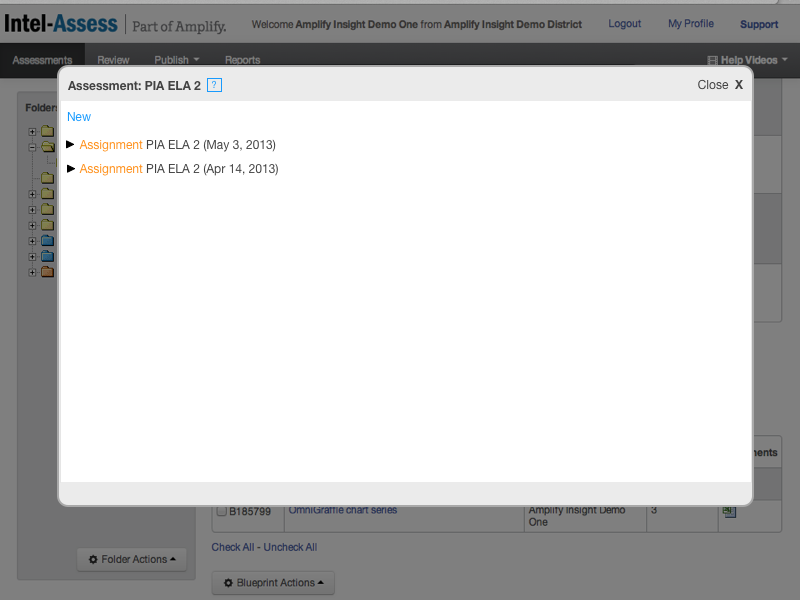 Intel-Assess | Part of Amplify.
Welcome Amplify Insight Demo One from Amplify Insight Demo District
Logout
My Profile
Support
Assessments
Review
Publish
Reports
Help Videos
Folders
Assessment: PIA ELA 2 ?
Close X
New
Assignment PIA ELA 2 (May 3, 2013)
Assignment PIA ELA 2 (Apr 14, 2013)
B185799
OmniGraffle chart series
Amplify Insight Demo
One
3
Check All - Uncheck All
Folder Actions
Blueprint Actions